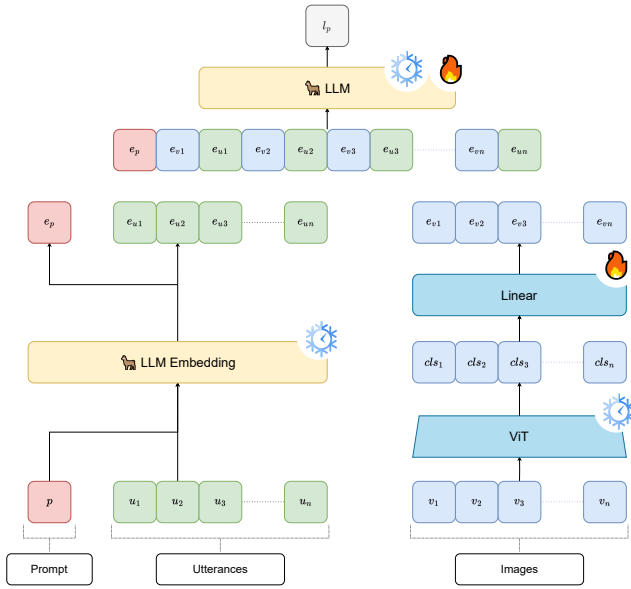 l_p
LLM
e_p e_v1 e_u1 e_v2 e_u2 e_v3 e_u3 e_vn e_un
e_p e_u1 e_u2 e_u3 e_un e_v1 e_v2 e_v3 e_vn
Linear
LLM Embedding cls_1 cls_2 cls_3 cls_n
ViT
p u_1 u_2 u_3 u_n v_1 v_2 v_3 v_n
Prompt Utterances Images